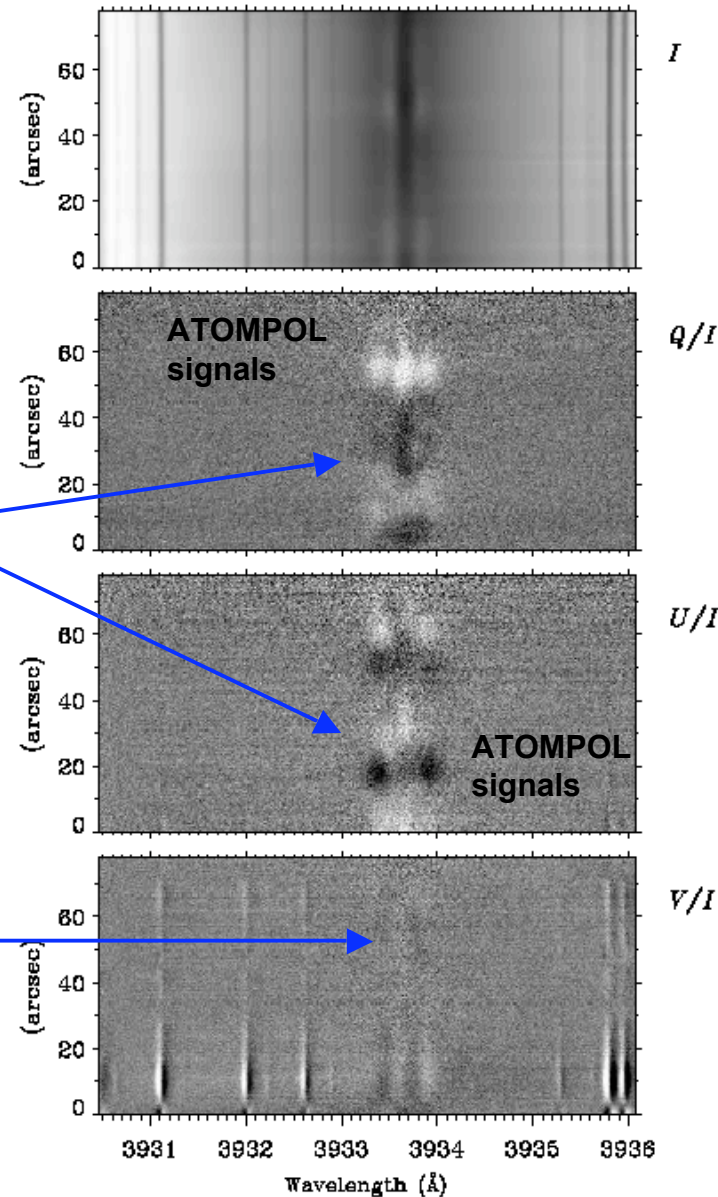 I
60
40
20
0
(arcsec)
Q/I
ATOMPOL
signals
60
40
20
0
(arcsec)
U/I
60
40
20
0
(arcsec)
ATOMPOL
signals
V/I
60
40
20
0
(arcsec)
3931 3932 3933 3934 3935 3936
Wavelength (Å)